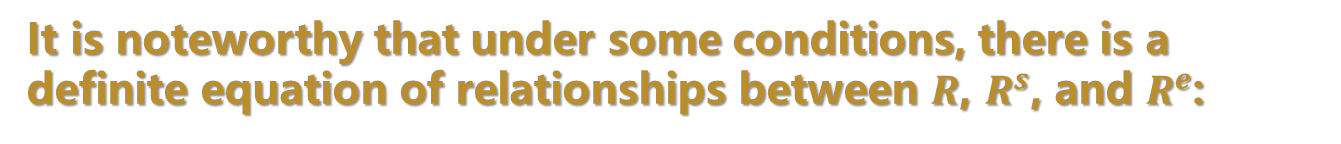 It is noteworthy that under some conditions, there is a
definite equation of relationships between R, Rˢ, and Rᵉ: